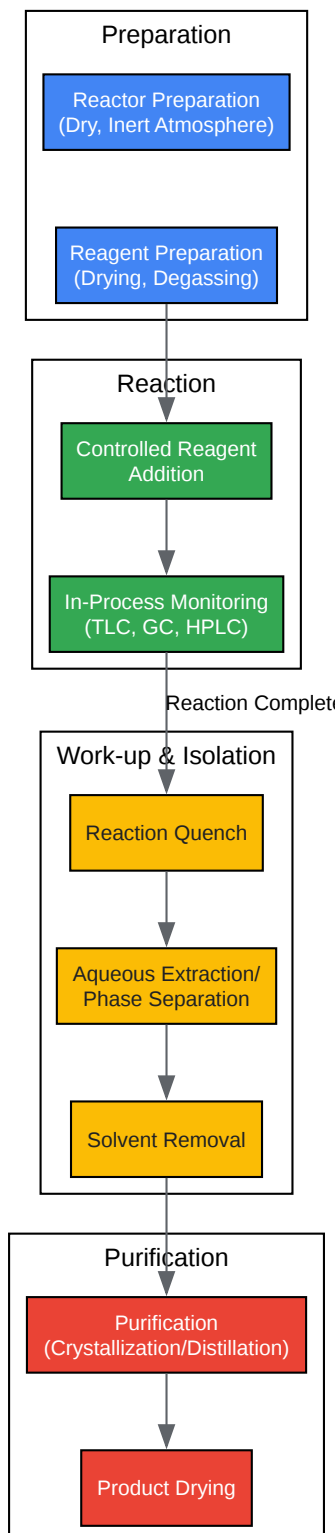 Preparation
Reactor Preparation
(Dry, Inert Atmosphere)
Reagent Preparation
(Drying, Degassing)
Reaction
Controlled Reagent
Addition
In-Process Monitoring
(TLC, GC, HPLC)
Reaction Complete
Work-up & Isolation
Reaction Quench
Aqueous Extraction/
Phase Separation
Solvent Removal
Purification
Purification
(Crystallization/Distillation)
Product Drying